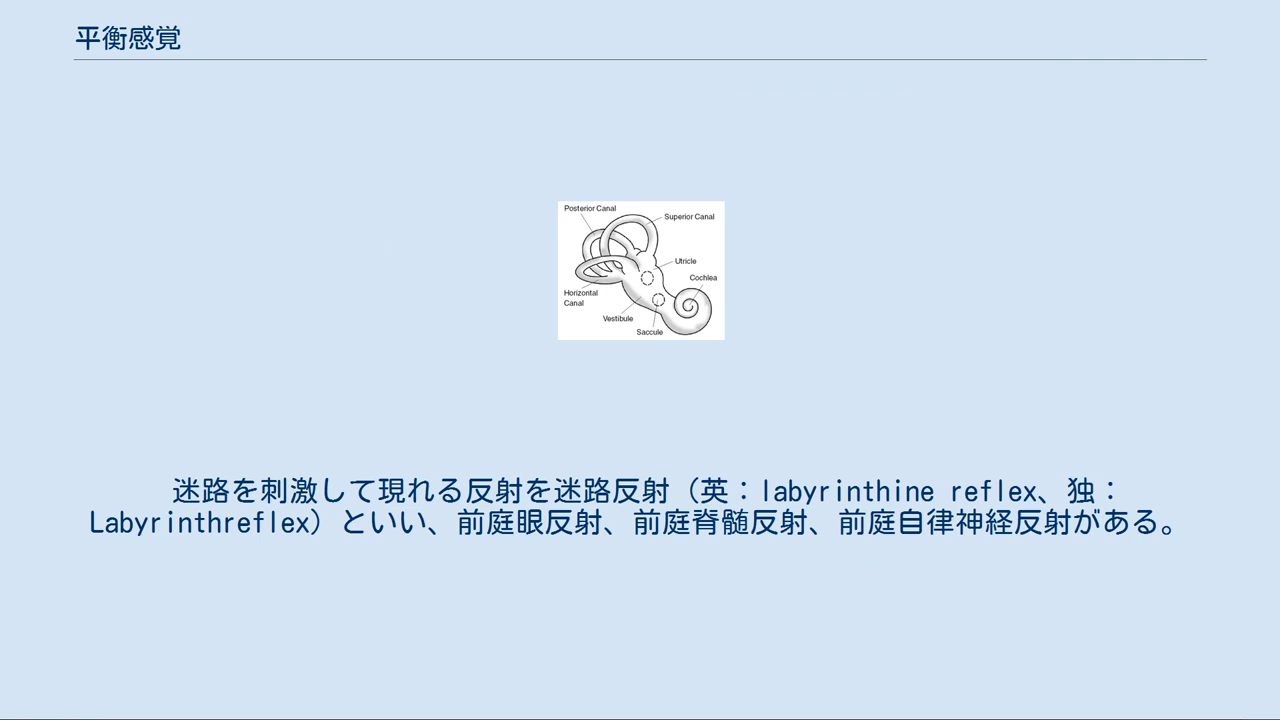 平衡感覚
Posterior Canal
Superior Canal
Utricle
Cochlea
Horizontal
Canal
Vestibule
Saccule
迷路を刺激して現れる反射を迷路反射（英：labyrinthine reflex、独：
Labyrinthreflex）といい、前庭眼反射、前庭脊髄反射、前庭自律神経反射がある。